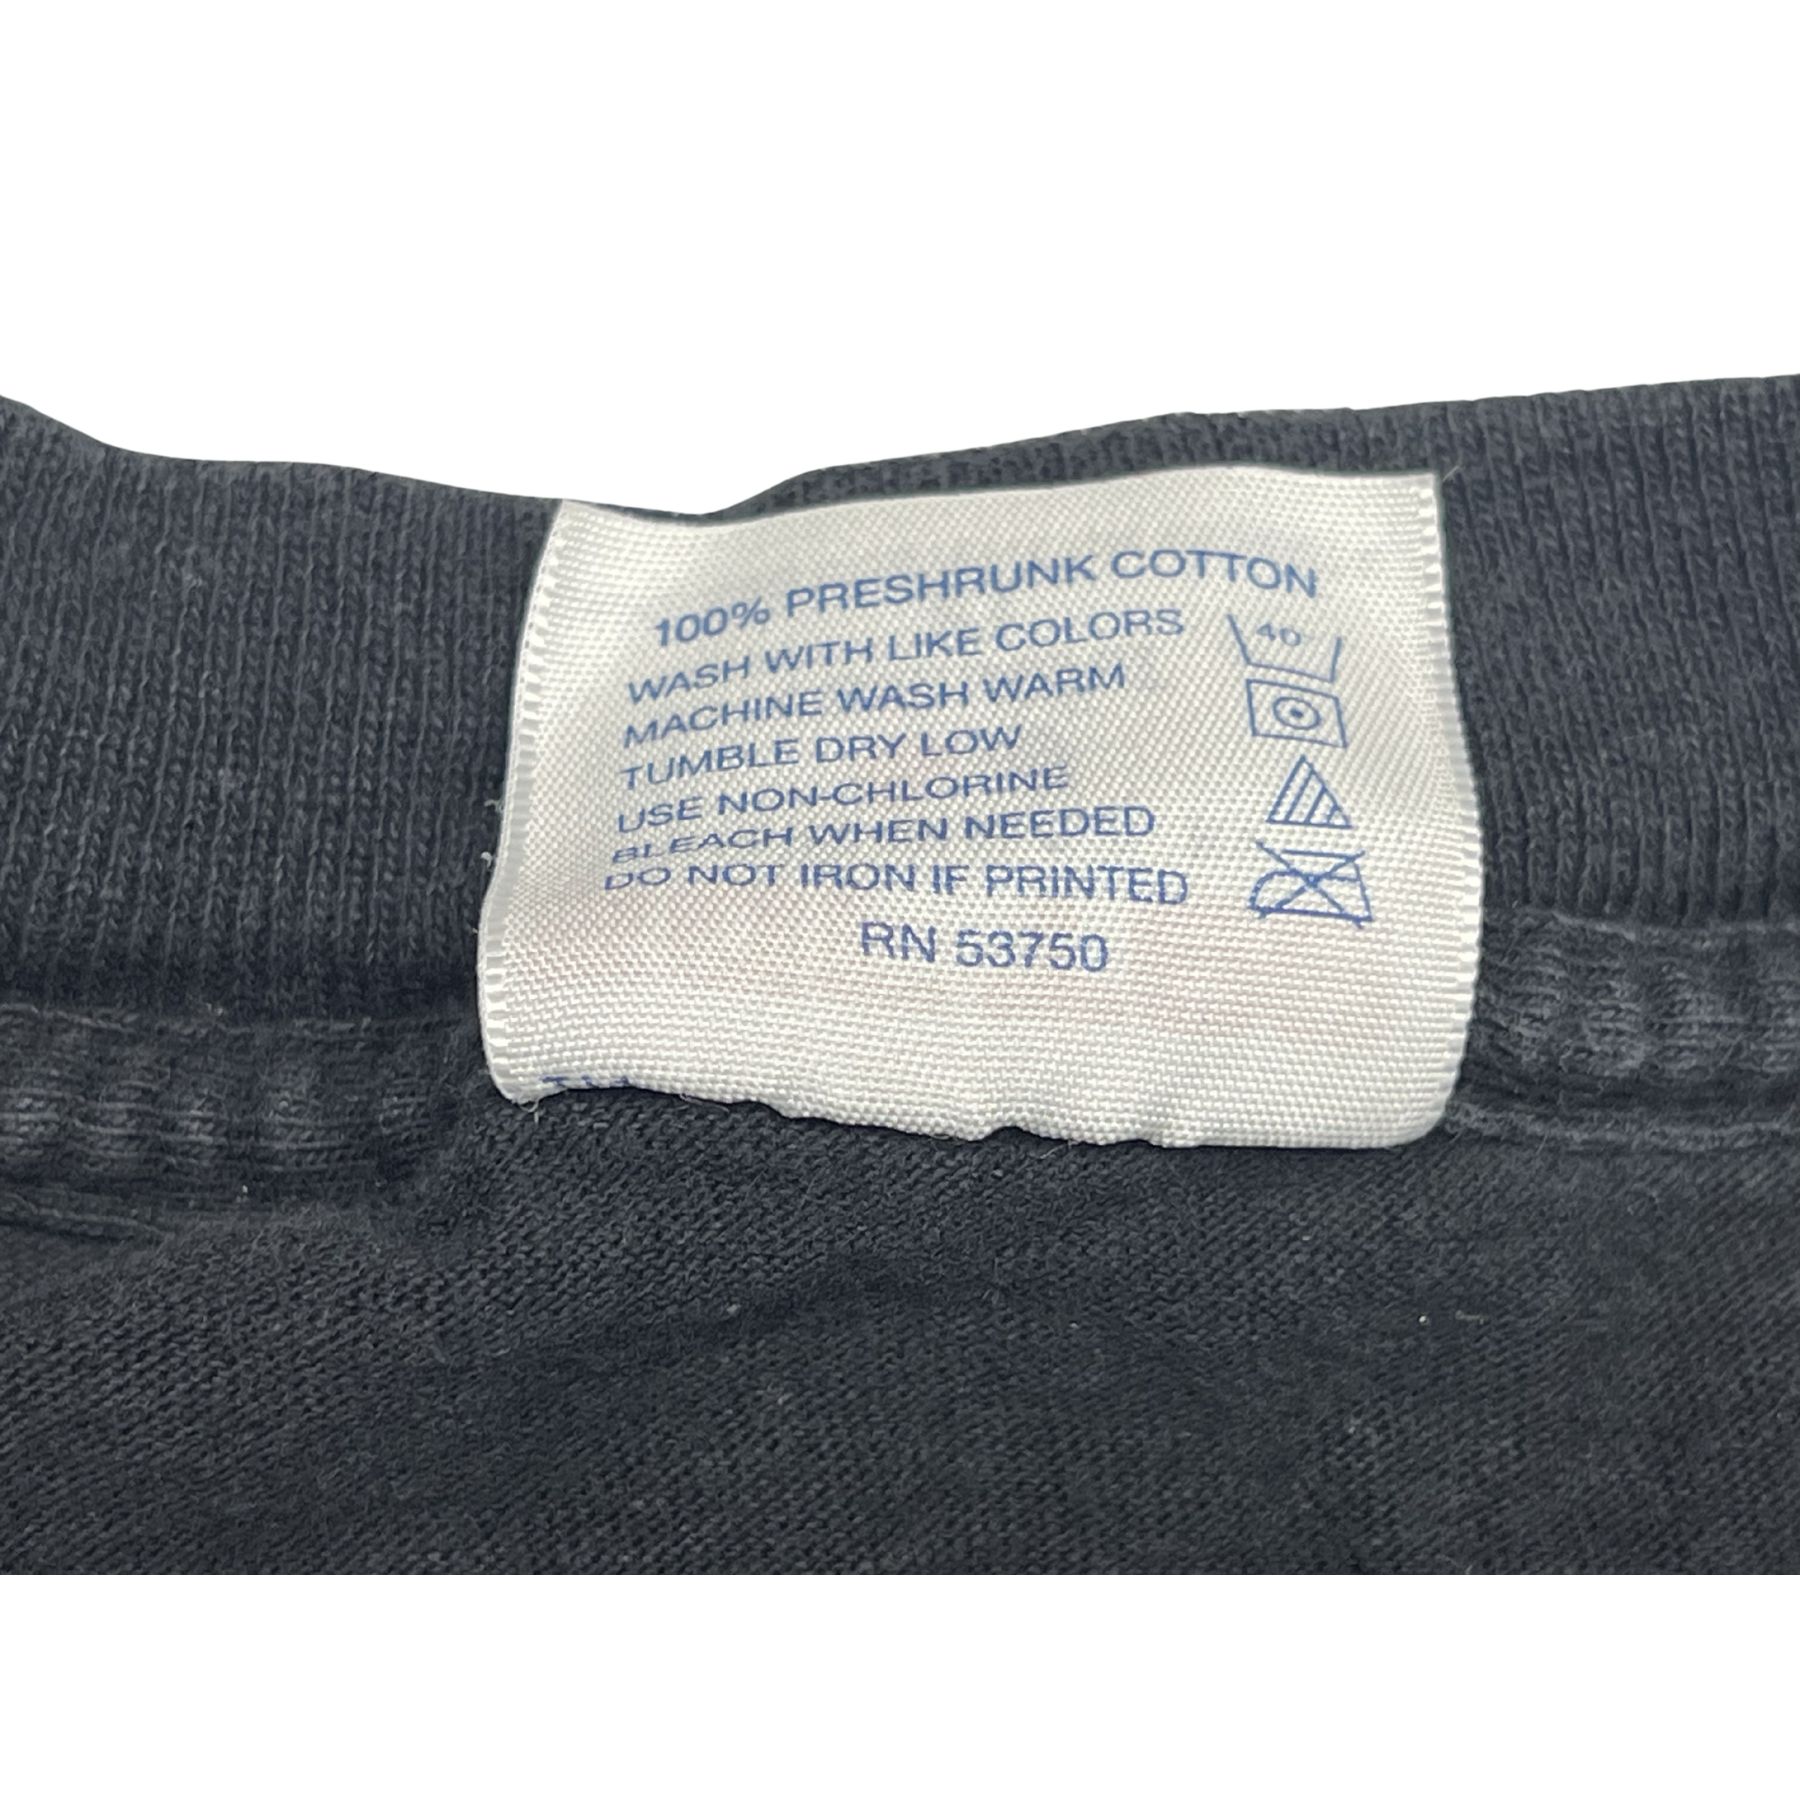 100% PRESHRUNK COTTON
WASH WITH LIKE COLORS
MACHINE WASH WARM
TUMBLE DRY LOW
USE NON-CHLORINE
BLEACH WHEN NEEDED
DO NOT IRON IF PRINTED
40
RN 53750